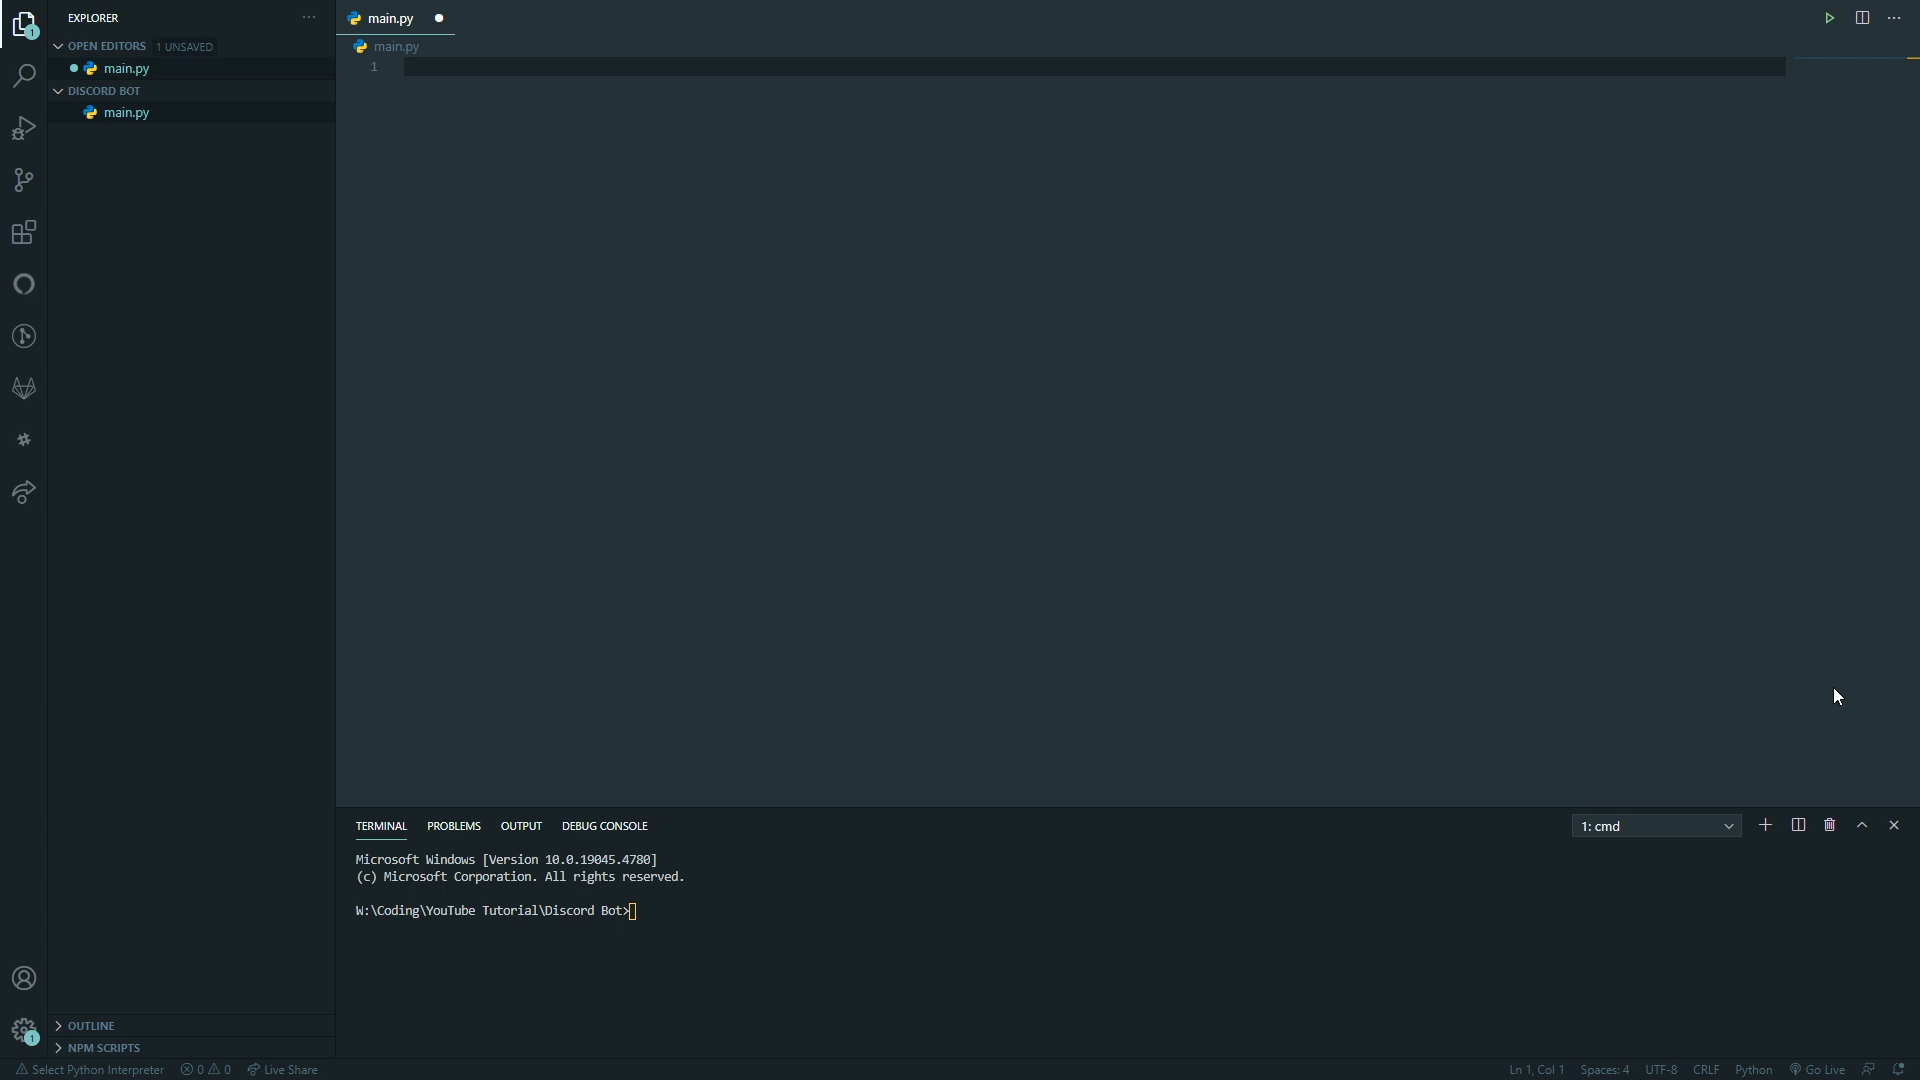 EXPLORER
OPEN EDITORS 1 UNSAVED
main.py
DISCORD BOT
main.py
OUTLINE
NPM SCRIPTS
main.py
main.py
1
TERMINAL PROBLEMS OUTPUT DEBUG CONSOLE
1: cmd
Microsoft Windows [Version 10.0.19045.4780]
(c) Microsoft Corporation. All rights reserved.
W:\Coding\YouTube Tutorial\Discord Bot>
1
1
Select Python Interpreter 0 0 Live Share
Ln 1, Col 1 Spaces: 4 UTF-8 CRLF Python Go Live